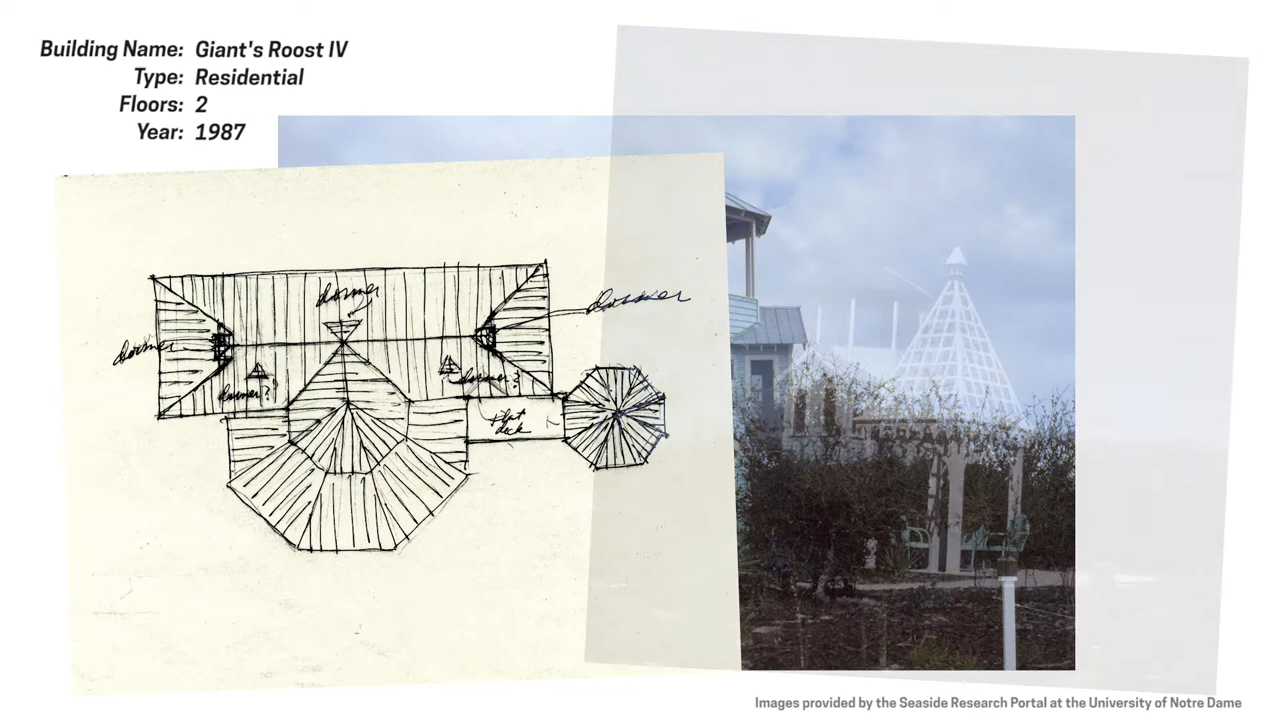 Building Name: Giant's Roost IV
Type: Residential
Floors: 2
Year: 1987
dormer
dormer
dormer
dormer?
dormer?
flat
deck
Images provided by the Seaside Research Portal at the University of Notre Dame